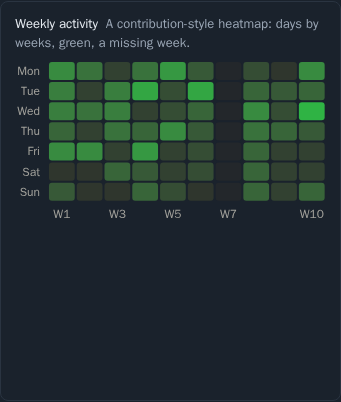 Weekly activity A contribution-style heatmap: days by
weeks, green, a missing week.
Mon
Tue
Wed
Thu
Fri
Sat
Sun
W1 W3 W5 W7 W10